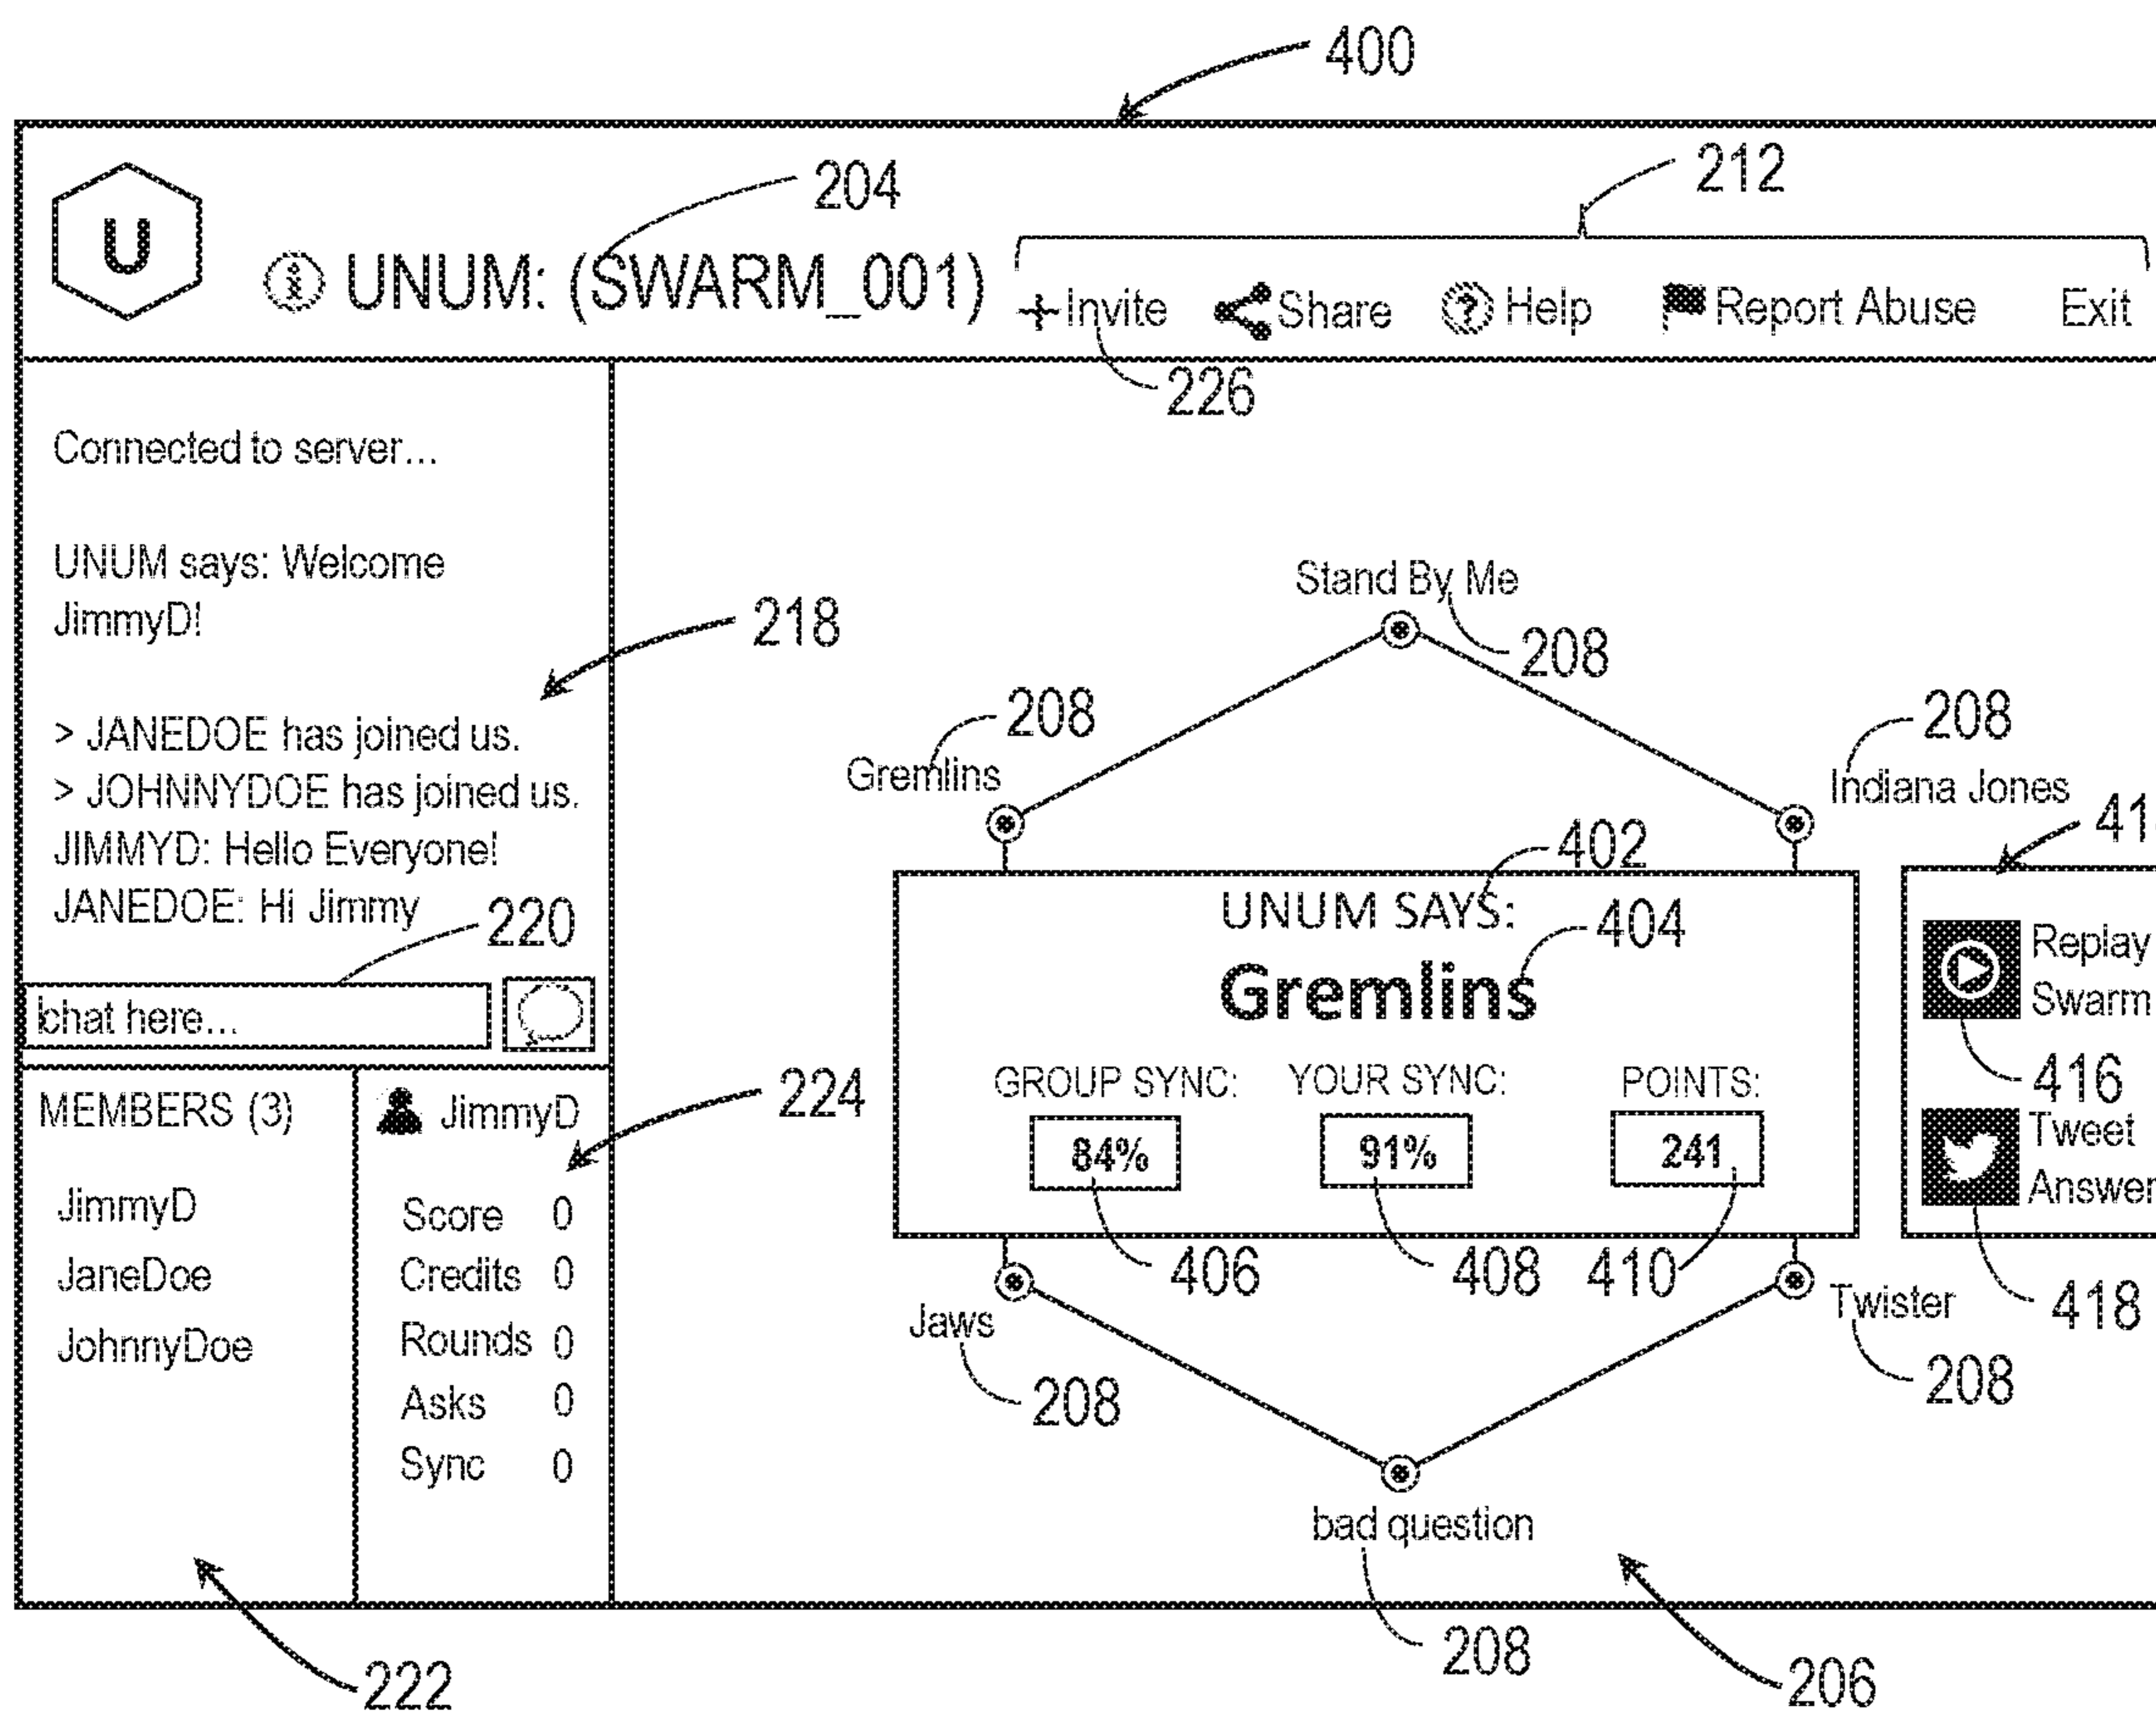 400
204
212
U
UNUM: (SWARM_001)
Invite
Share
? Help
Report Abuse
Exit
226
Connected to server...
UNUM says: Welcome
JimmyD!
218
> JANEDOE has joined us.
> JOHNNYDOE has joined us.
JIMMYD: Hello Everyone!
JANEDOE: Hi Jimmy
220
chat here...
MEMBERS (3)
JimmyD
JaneDoe
JohnnyDoe
222
JimmyD
224
Score 0
Credits 0
Rounds 0
Asks 0
Sync 0
Stand By Me
208
208
Gremlins
208
Indiana Jones
402
UNUM SAYS:
404
Gremlins
GROUP SYNC:
YOUR SYNC:
POINTS:
84%
91%
241
406
408
410
Replay
Swarm
416
Tweet
Answer
418
Jaws
208
Twister
208
bad question
208
206